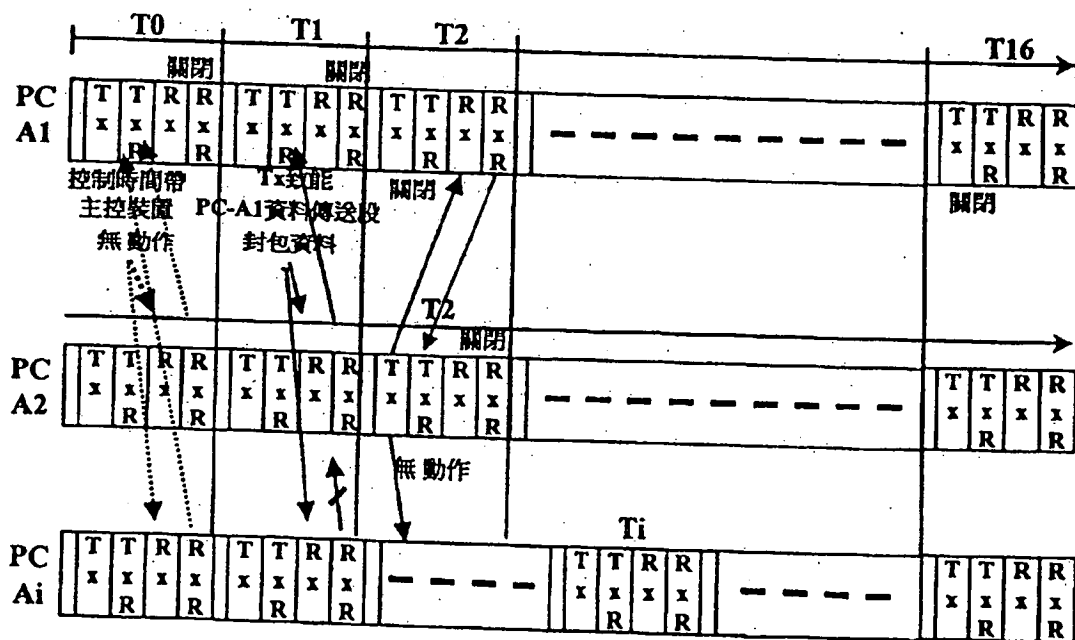 T0 T1 T2 T16
關閉 關閉
PC A1
T T R R T T R R T T R R T T R R
x x x x x x x x x x x x x x x x
R R R R R R R R
控制時間帶 Tx致能 關閉 關閉
主控裝置 PC-A1資料傳送段
無 動作 封包資料
T2
關閉
PC A2
T T R R T T R R T T R R T T R R
x x x x x x x x x x x x x x x x
R R R R R R R R
無 動作
Ti
PC Ai
T T R R T T R R T T R R T T R R
x x x x x x x x x x x x x x x x
R R R R R R R R